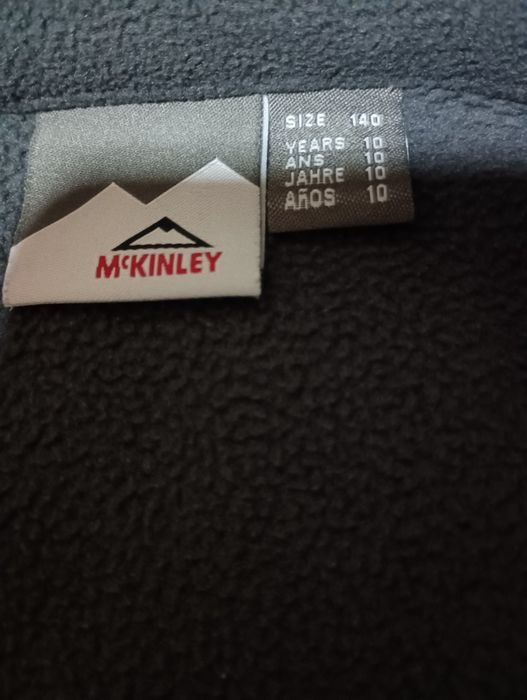 McKINLEY
SIZE 140
YEARS 10
ANS 10
JAHRE 10
AÑOS 10